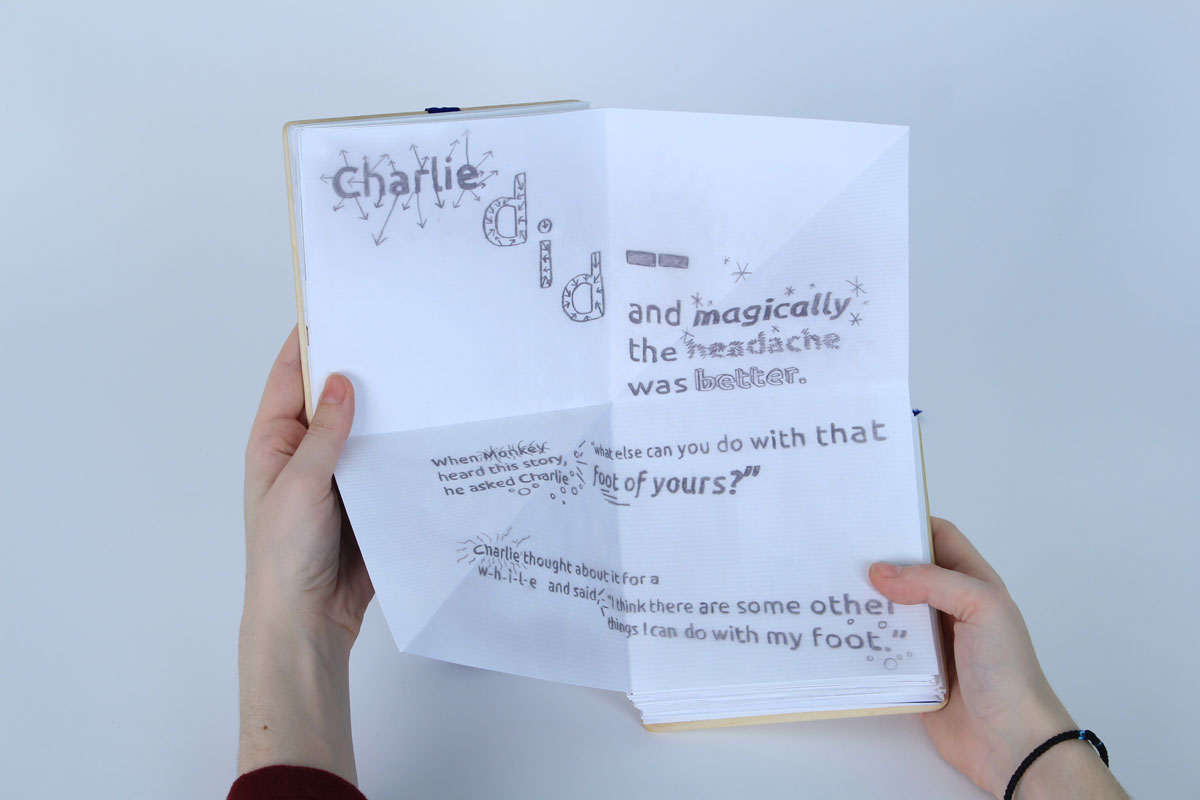 Charlie
did
––
and magically
the headache
was better.
When Monkey
heard this story,
he asked Charlie
"what else can you do with that
foot of yours?"
Charlie thought about it for a
w-h-i-l-e and said,
"I think there are some other
things I can do with my foot."